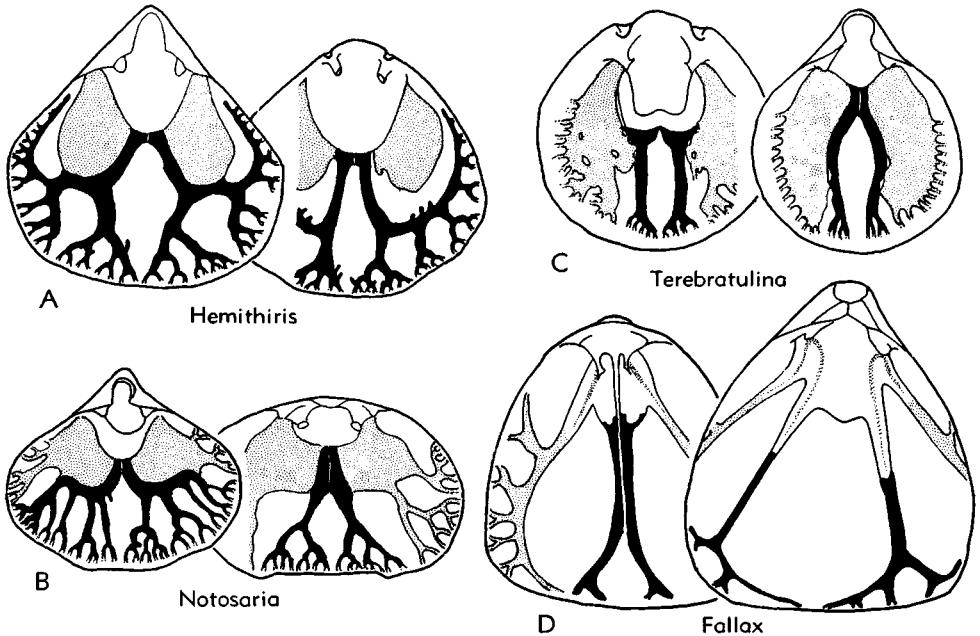 A
Hemithiris
C
Terebratulina
B
Notosaria
D
Fallax